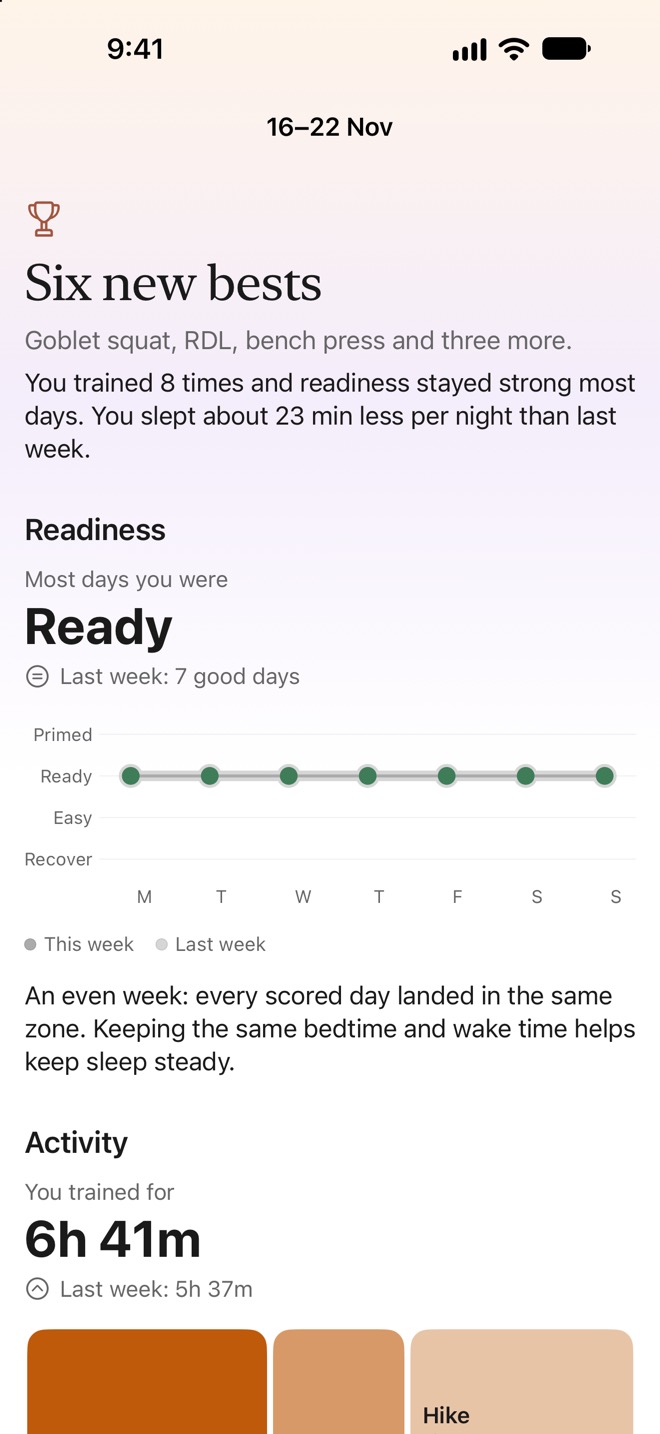 9:41
16–22 Nov
Six new bests
Goblet squat, RDL, bench press and three more.
You trained 8 times and readiness stayed strong most
days. You slept about 23 min less per night than last
week.
Readiness
Most days you were
Ready
Last week: 7 good days
Primed
Ready
Easy
Recover
M T W T F S S
This week Last week
An even week: every scored day landed in the same
zone. Keeping the same bedtime and wake time helps
keep sleep steady.
Activity
You trained for
6h 41m
Last week: 5h 37m
Hike